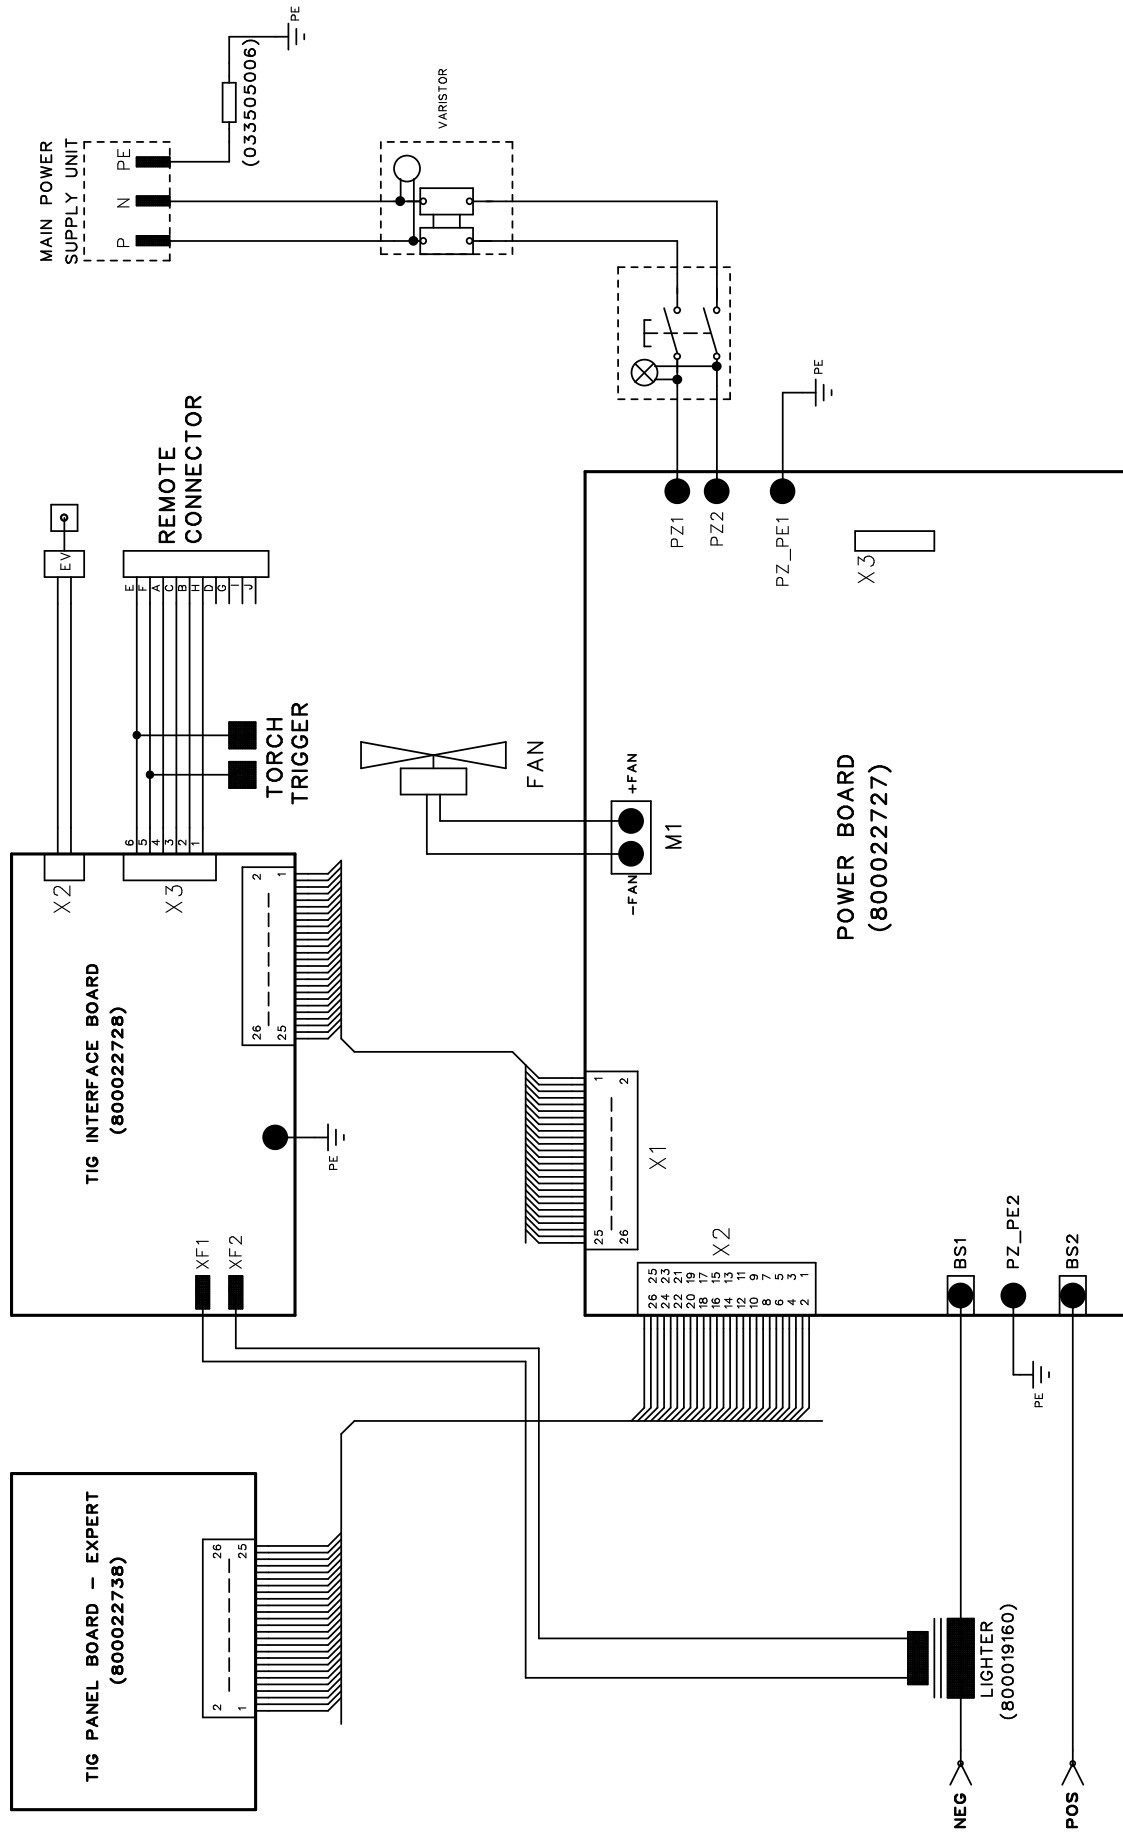 TIG PANEL BOARD - EXPERT
(800022738)
2
26
1
25
TIG INTERFACE BOARD
(800022728)
XF1
XF2
PE
26
2
25
1
X2
X3
6
5
4
3
2
1
EV
E
F
A
C
B
H
D
G
I
J
REMOTE
CONNECTOR
TORCH
TRIGGER
MAIN POWER
SUPPLY UNIT
P
N
PE
(033505006)
PE
VARISTOR
FAN
-FAN
+FAN
M1
PZ1
PZ2
PZ_PE1
PE
X3
POWER BOARD
(800022727)
25
1
26
2
X1
X2
26 25
24 23
22 21
20 19
18 17
16 15
14 13
12 11
10 9
8 7
6 5
4 3
2 1
BS1
PZ_PE2
BS2
PE
LIGHTER
(800019160)
NEG
POS